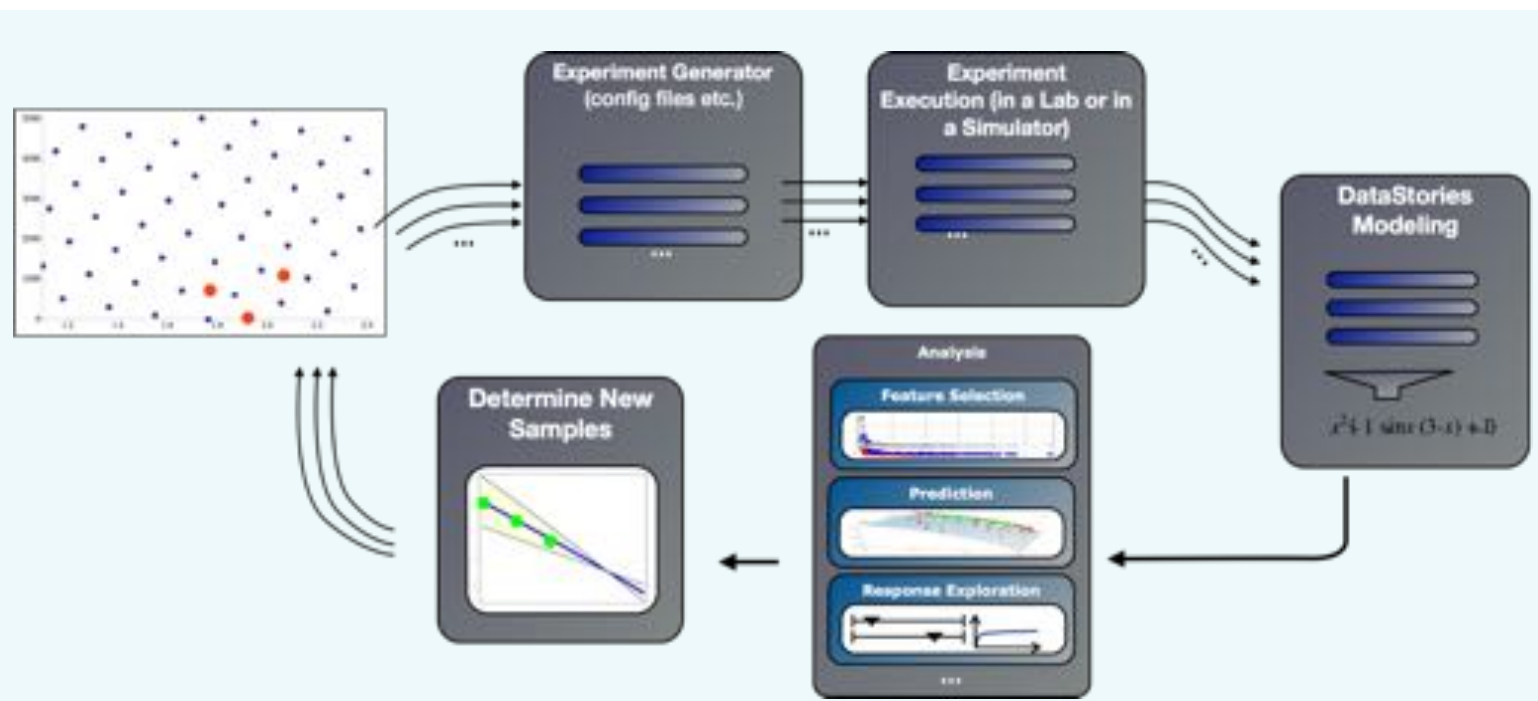 Experiment Generator
(config files etc.)
Experiment
Execution (in a Lab or in
a Simulator)
DataStories
Modeling
...
...
...
...
...
...
Analysis
Feature Selection
Prediction
Response Exploration
...
Determine New
Samples